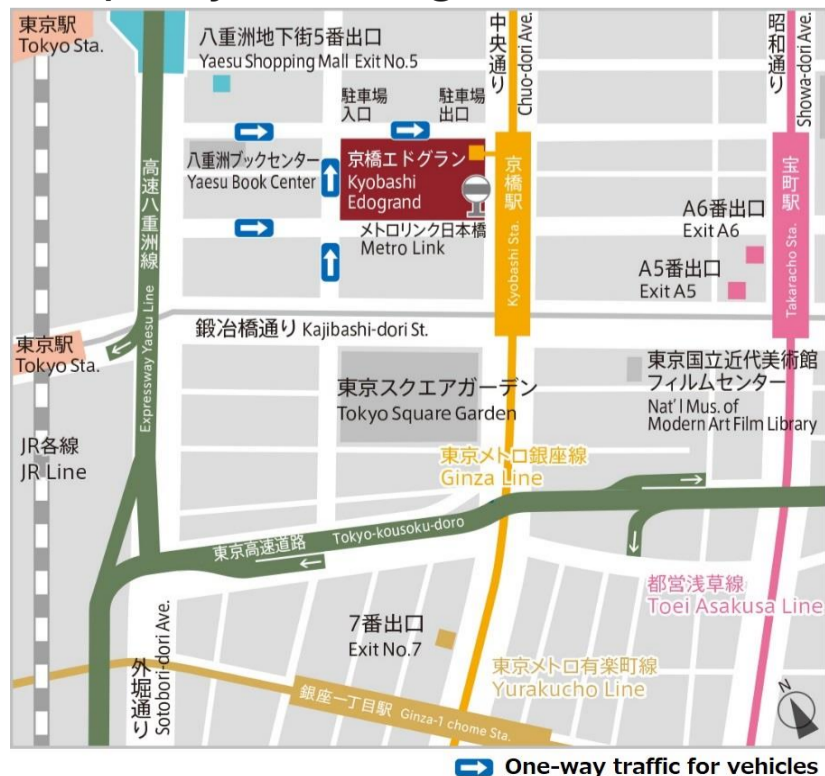 東京駅
Tokyo Sta.
八重洲地下街5番出口
Yaesu Shopping Mall Exit No.5
中央通り
Chuo-dori Ave.
昭和通り
Showa-dori Ave.
駐車場
入口
駐車場
出口
八重洲ブックセンター
Yaesu Book Center
京橋エドグラン
Kyobashi
Edogrand
メトロリンク日本橋
Metro Link
京橋駅
Kyobashi Sta.
宝町駅
Takaracho Sta.
A6番出口
Exit A6
A5番出口
Exit A5
高速八重洲線
Expressway Yaesu Line
鍛冶橋通り Kajibashi-dori St.
東京駅
Tokyo Sta.
東京スクエアガーデン
Tokyo Square Garden
東京国立近代美術館
フィルムセンター
Nat'l Mus. of
Modern Art Film Library
JR各線
JR Line
東京メトロ銀座線
Ginza Line
東京高速道路 Tokyo-kousoku-doro
都営浅草線
Toei Asakusa Line
7番出口
Exit No.7
東京メトロ有楽町線
Yurakucho Line
外堀通り
Sotobori-dori Ave.
銀座一丁目駅 Ginza-1 chome Sta.
N
One-way traffic for vehicles